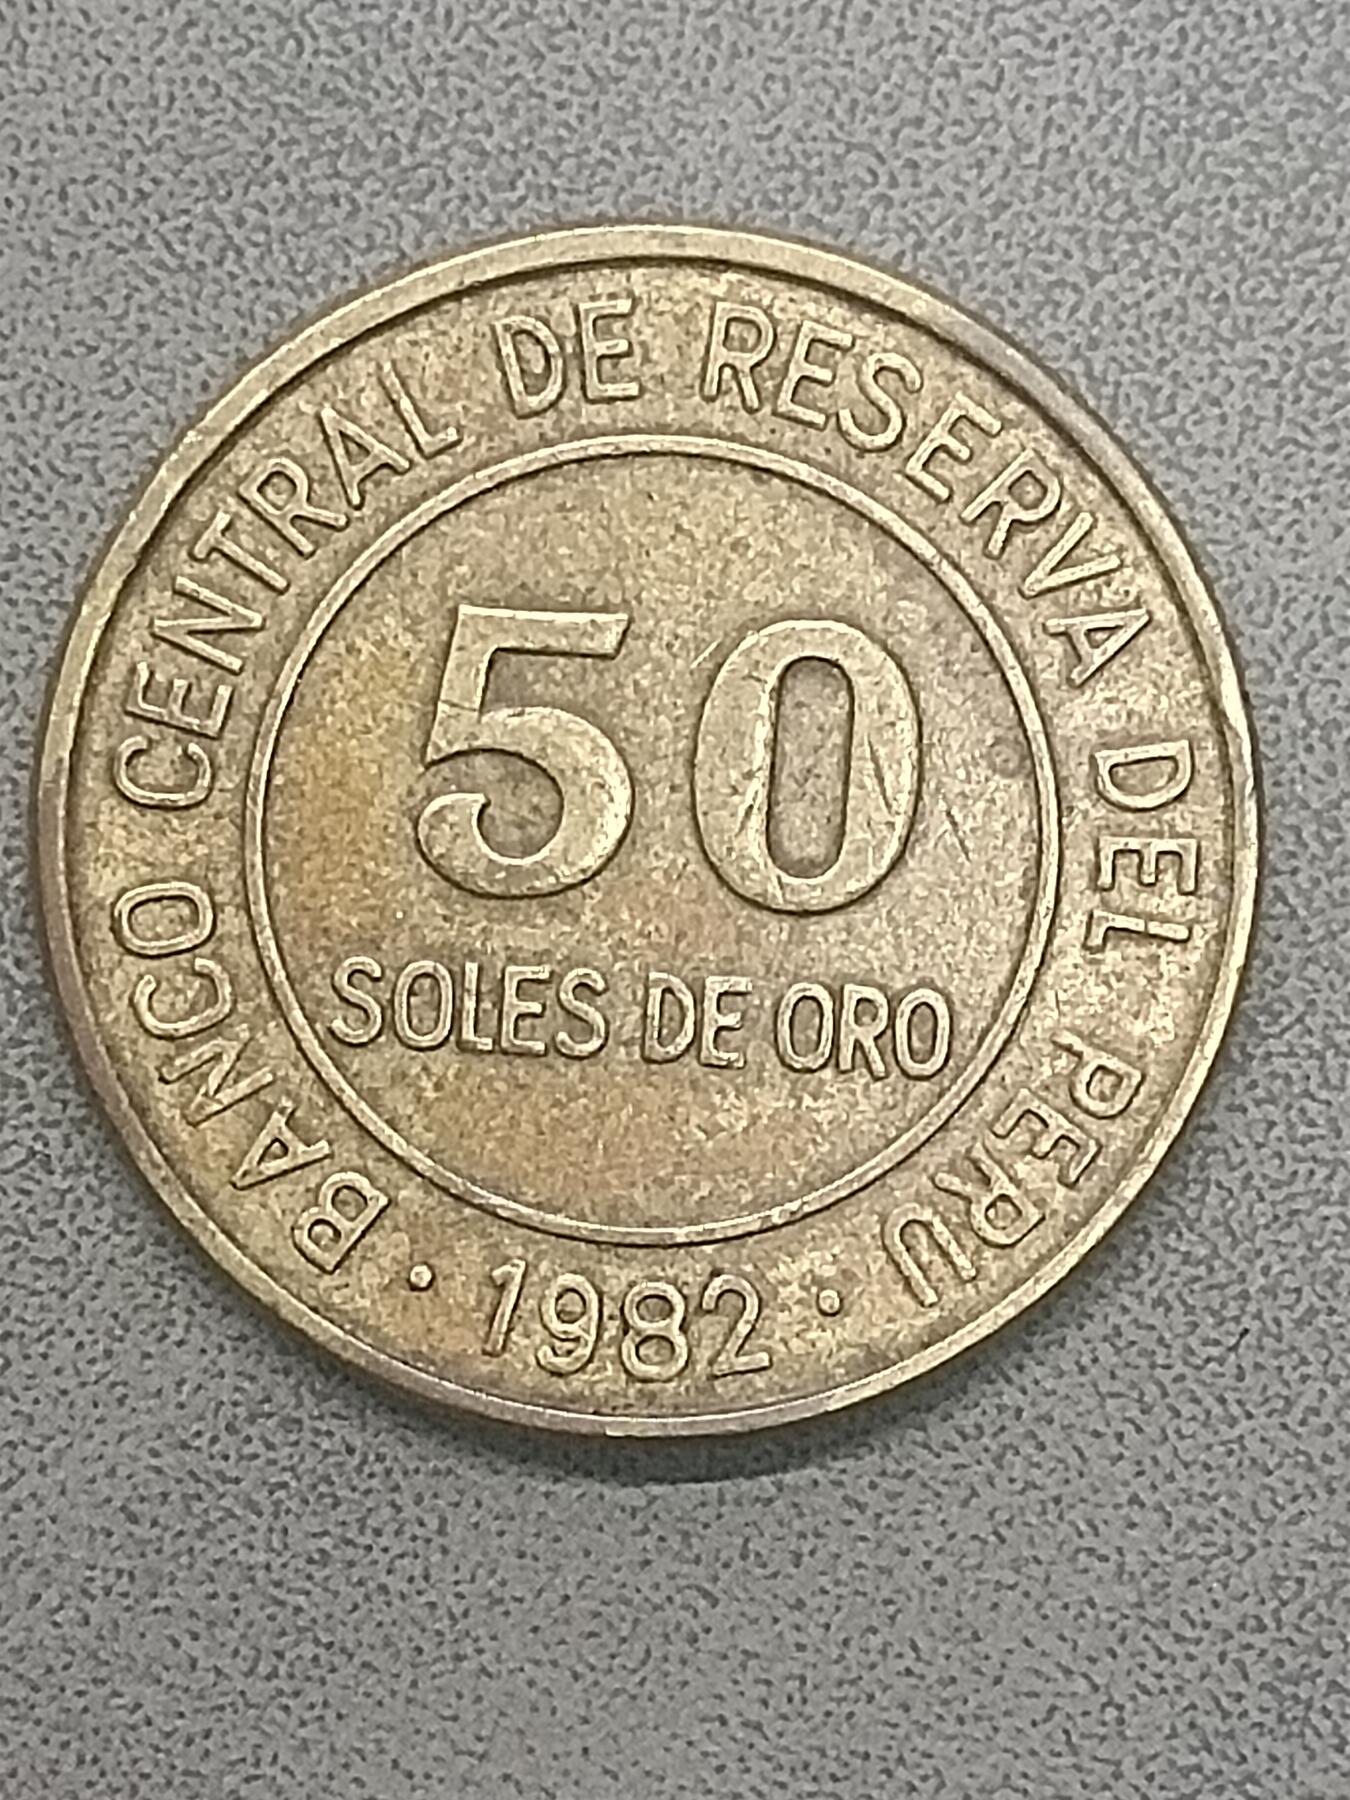 BANCO CENTRAL DE RESERVA DEL PERU
50
SOLES DE ORO
· 1982 ·